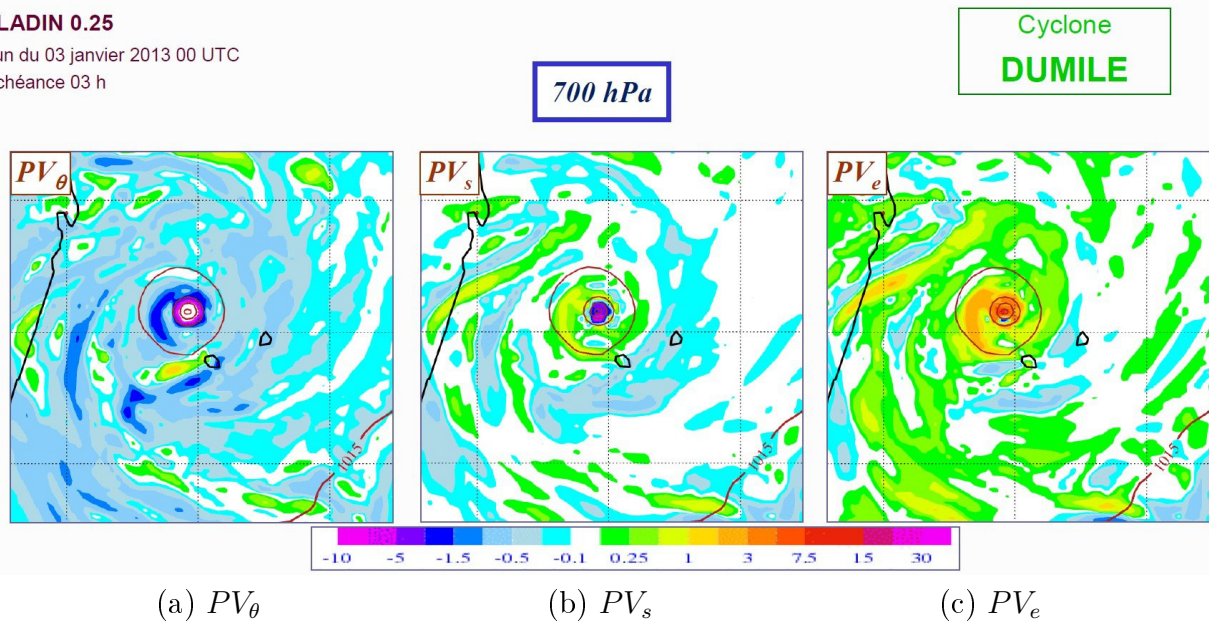 LADIN 0.25
un du 03 janvier 2013 00 UTC
chéance 03 h
700 hPa
Cyclone
DUMILE
PVθ
PVs
PVe
1015
1015
1015
-10 -5 -1.5 -0.5 -0.1 0.25 1 3 7.5 15 30
(a) PVθ
(b) PVs
(c) PVe